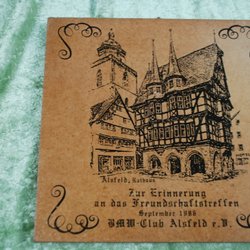 Alsfeld, Rathaus
Zur Erinnerung
an das Freundschaftstreffen
September 1986
BMW-Club Alsfeld e.V.